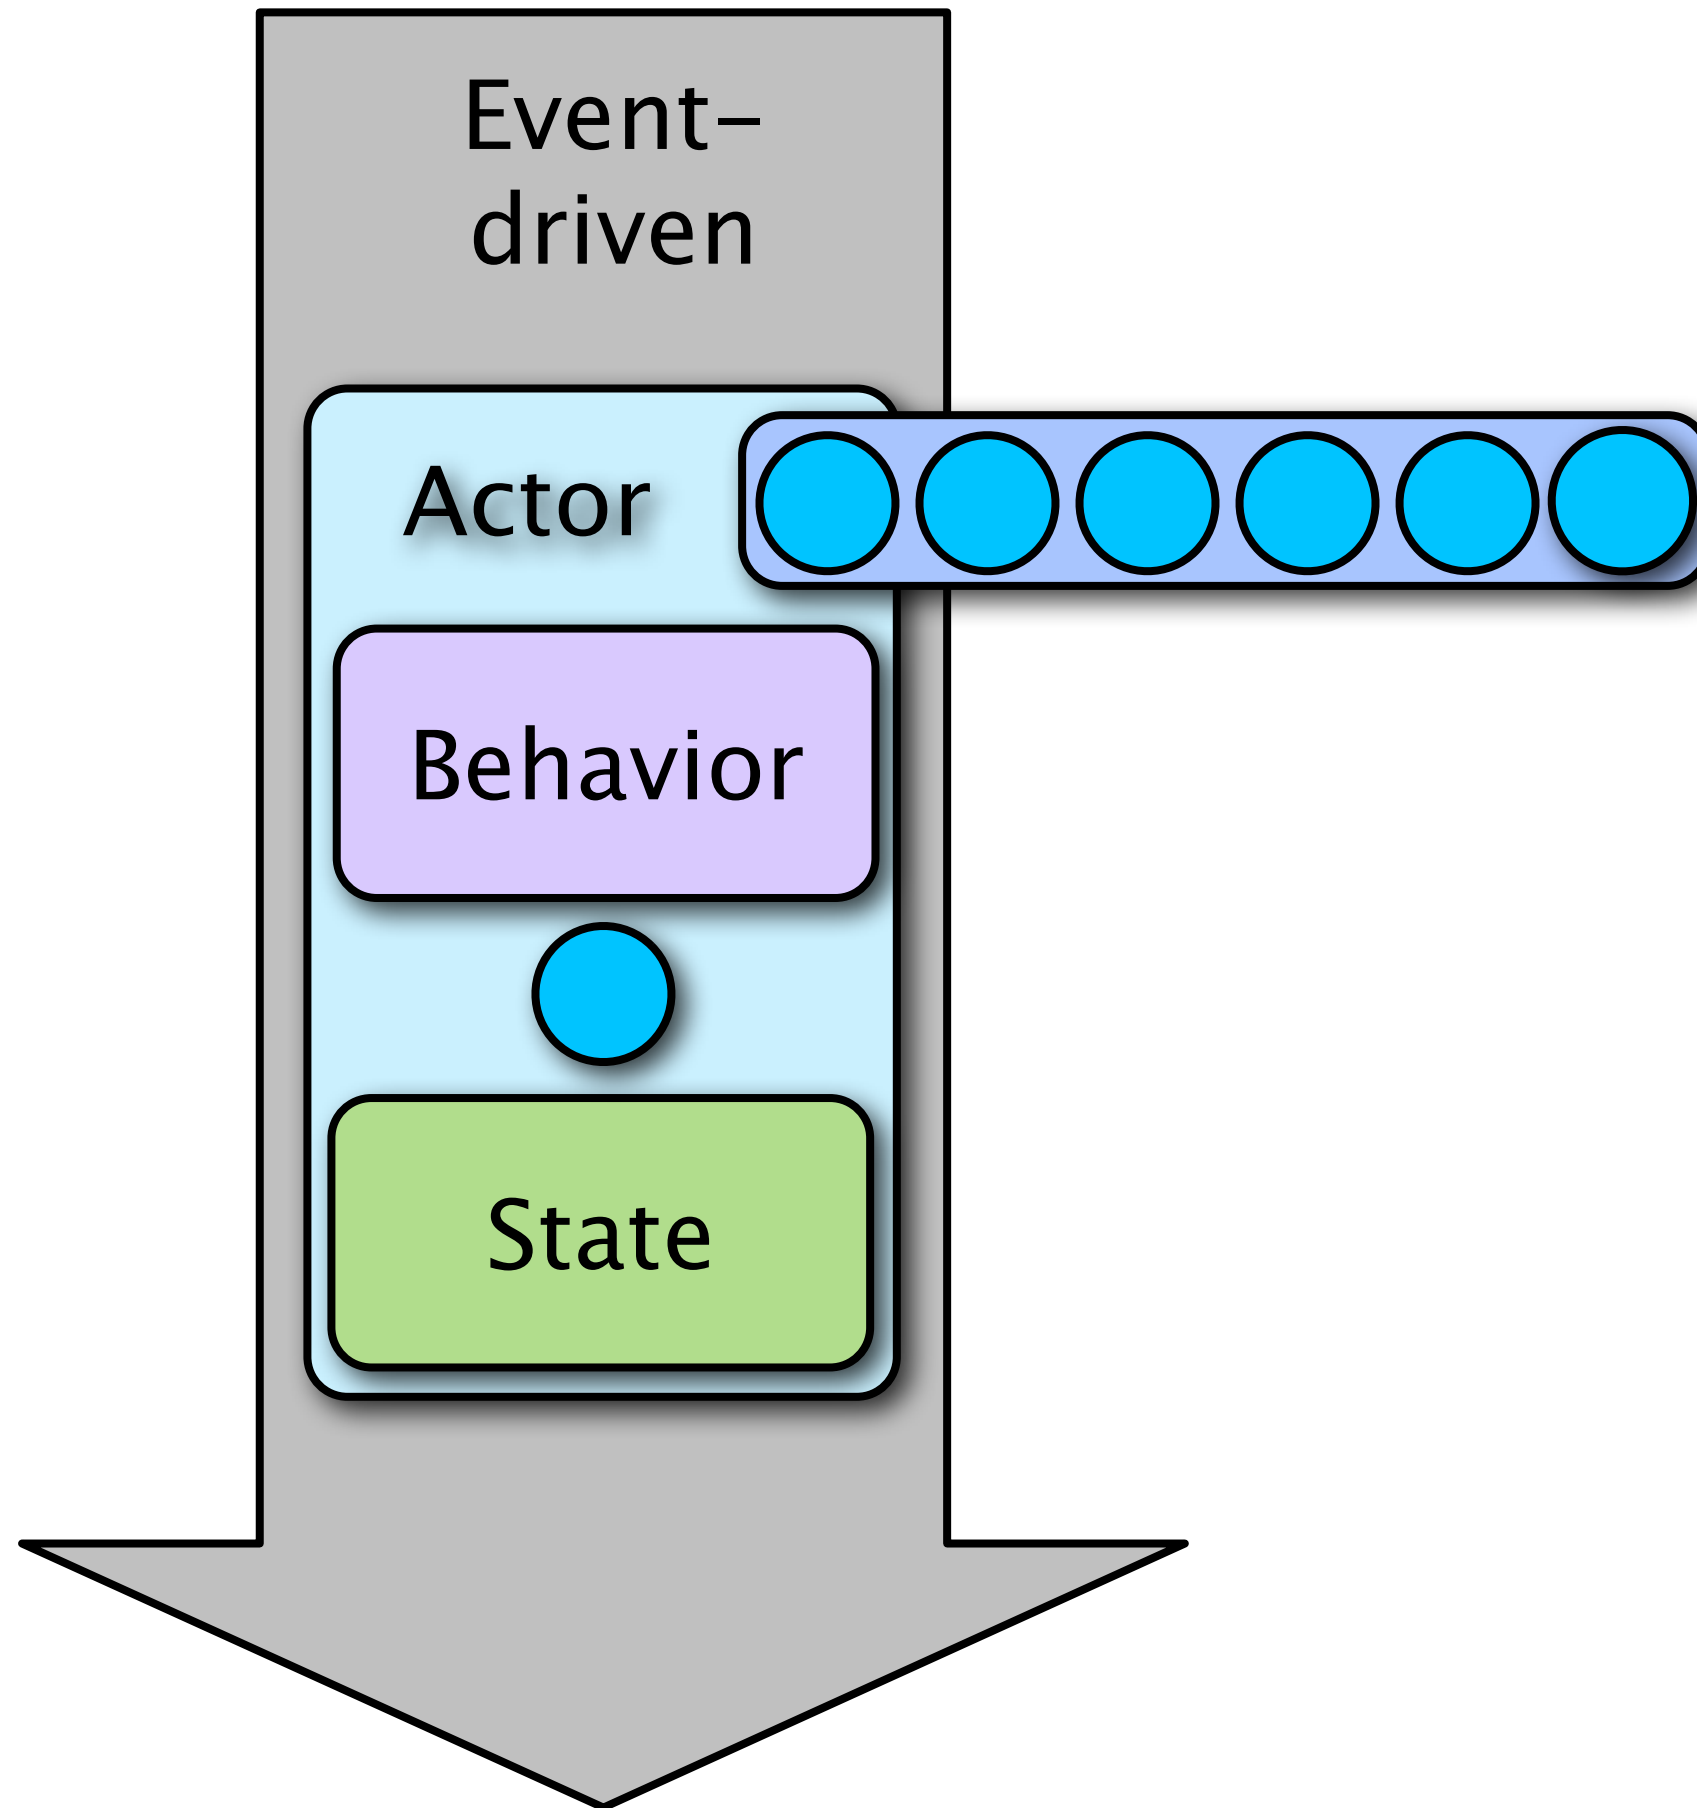 Event-
driven
Actor
Behavior
State